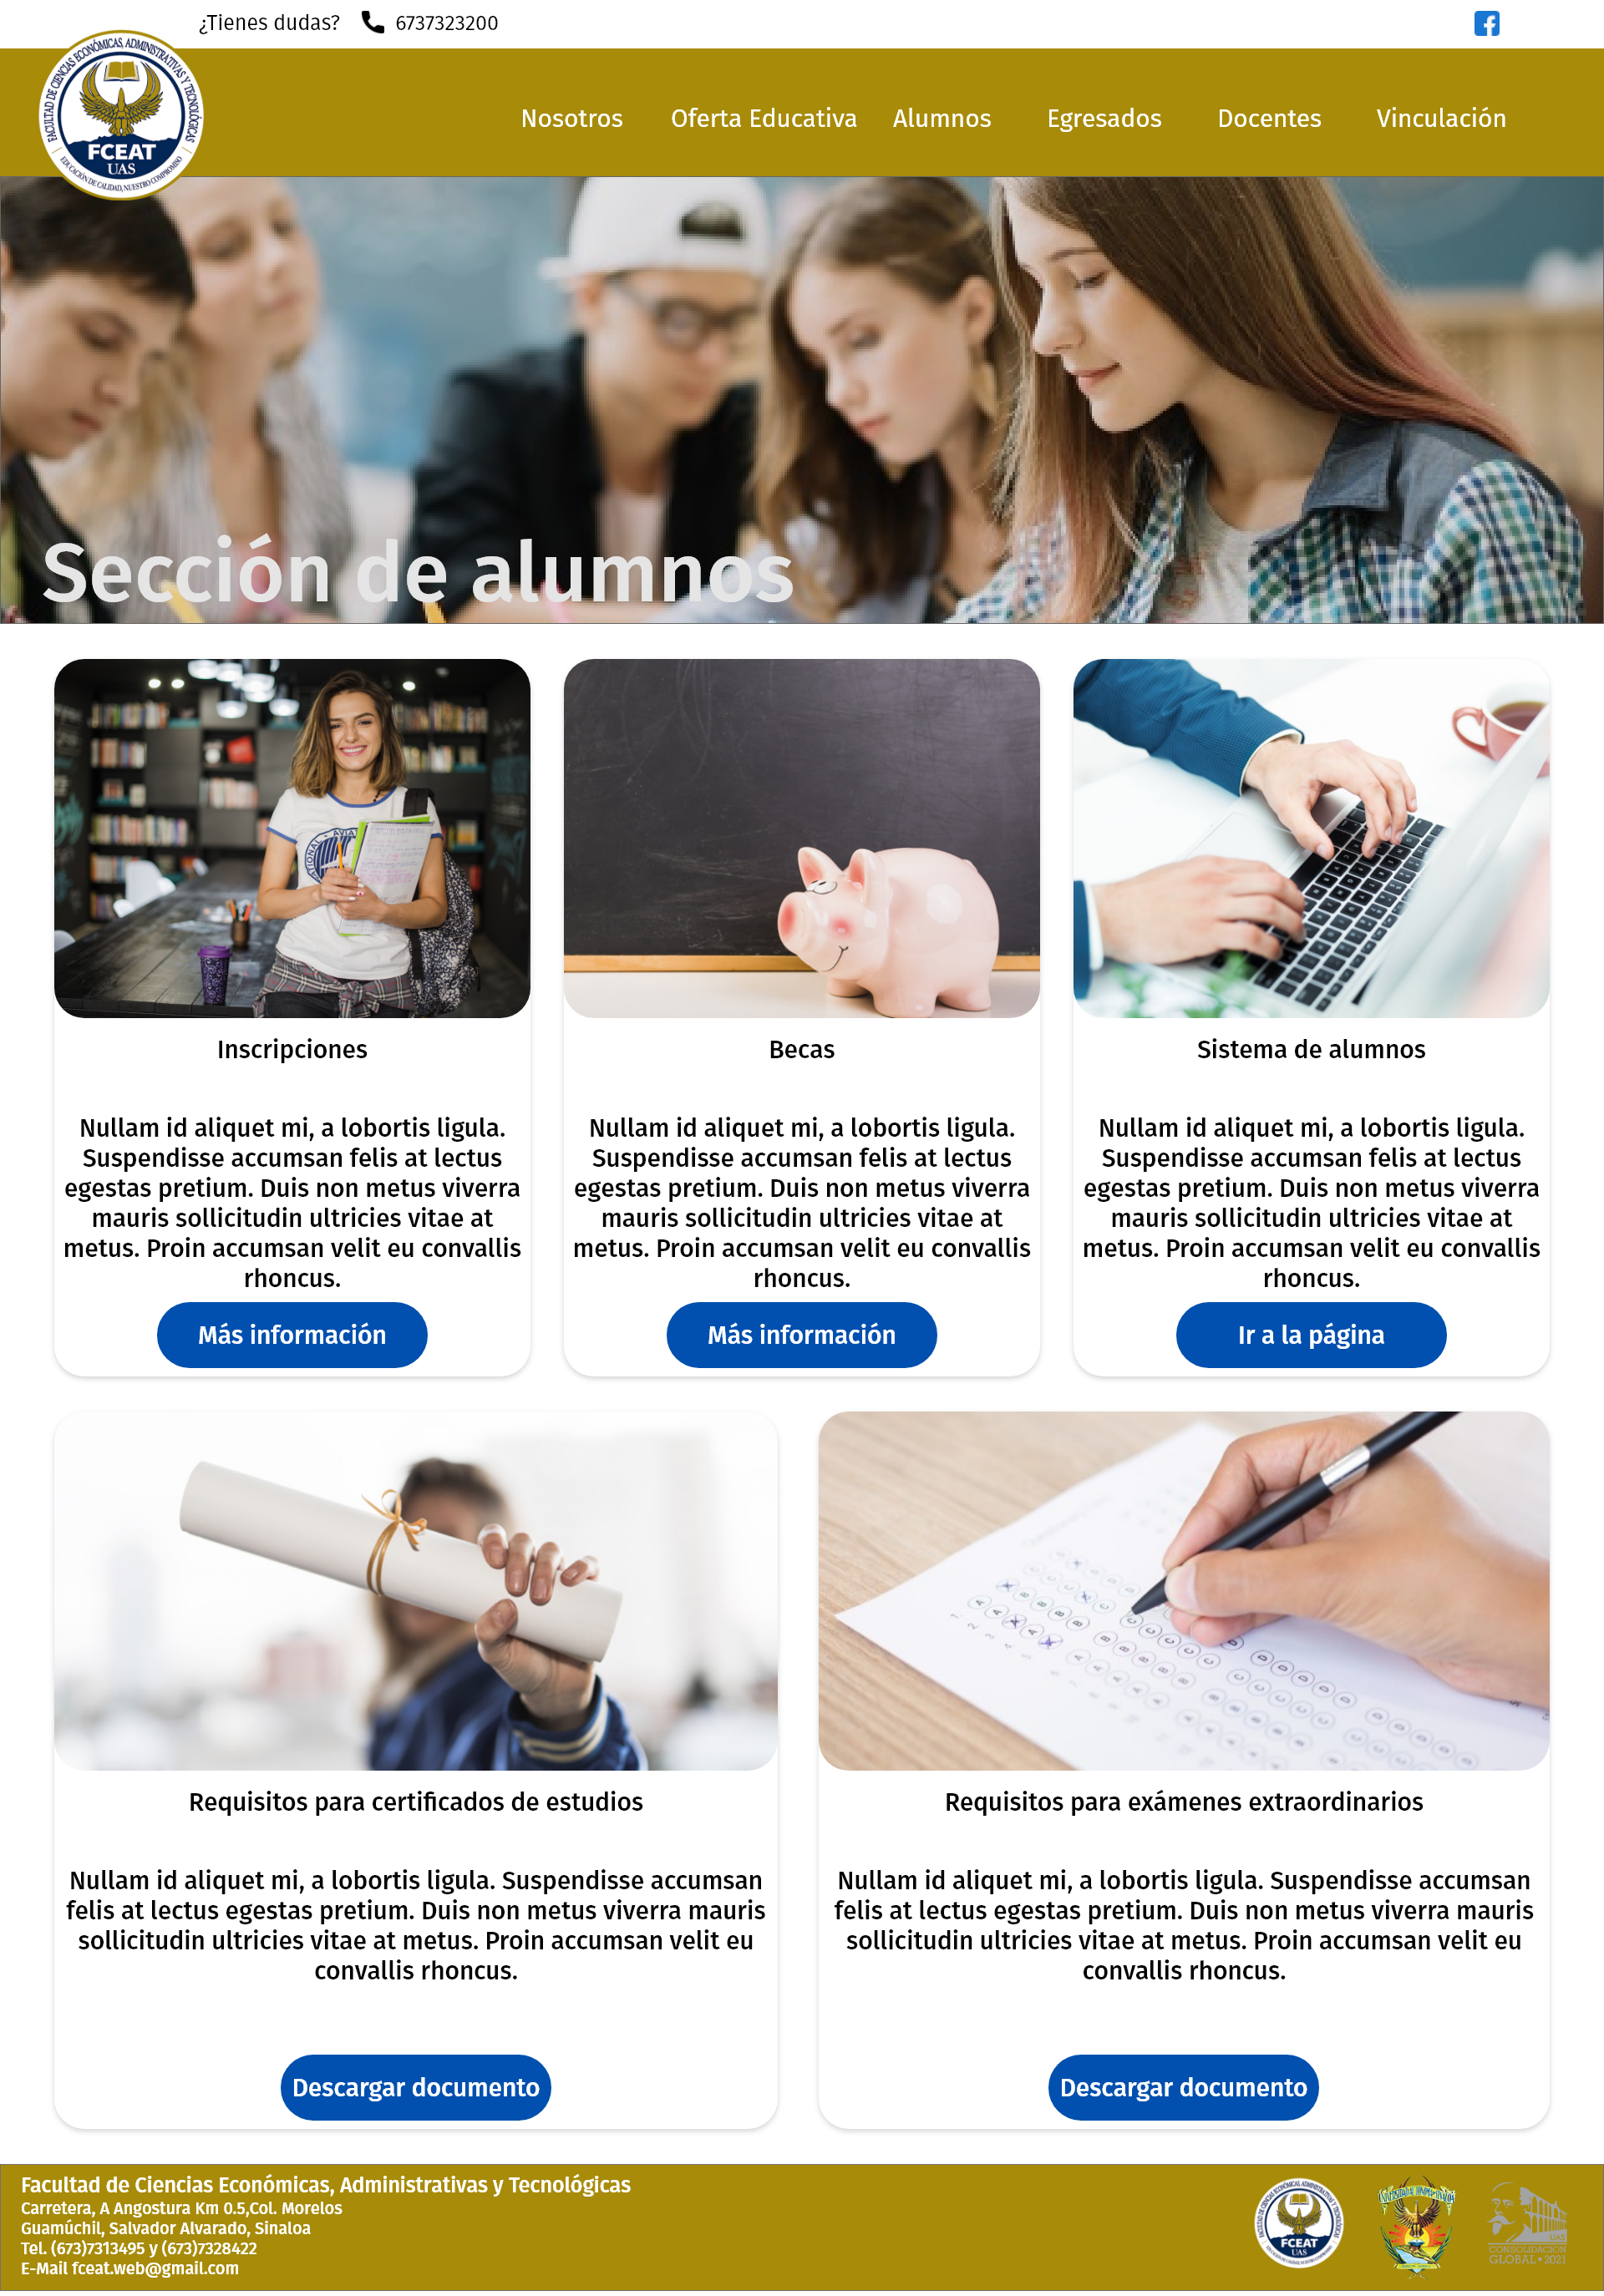 ¿Tienes dudas? 6737323200
FACULTAD DE CIENCIAS ECONÓMICAS, ADMINISTRATIVAS Y TECNOLÓGICAS
FCEAT
UAS
EDUCACIÓN DE CALIDAD, NUESTRO COMPROMISO
Nosotros Oferta Educativa Alumnos Egresados Docentes Vinculación
Sección de alumnos
Inscripciones
Nullam id aliquet mi, a lobortis ligula.
Suspendisse accumsan felis at lectus
egestas pretium. Duis non metus viverra
mauris sollicitudin ultricies vitae at
metus. Proin accumsan velit eu convallis
rhoncus.
Más información
Becas
Nullam id aliquet mi, a lobortis ligula.
Suspendisse accumsan felis at lectus
egestas pretium. Duis non metus viverra
mauris sollicitudin ultricies vitae at
metus. Proin accumsan velit eu convallis
rhoncus.
Más información
Sistema de alumnos
Nullam id aliquet mi, a lobortis ligula.
Suspendisse accumsan felis at lectus
egestas pretium. Duis non metus viverra
mauris sollicitudin ultricies vitae at
metus. Proin accumsan velit eu convallis
rhoncus.
Ir a la página
Requisitos para certificados de estudios
Nullam id aliquet mi, a lobortis ligula. Suspendisse accumsan
felis at lectus egestas pretium. Duis non metus viverra mauris
sollicitudin ultricies vitae at metus. Proin accumsan velit eu
convallis rhoncus.
Descargar documento
Requisitos para exámenes extraordinarios
Nullam id aliquet mi, a lobortis ligula. Suspendisse accumsan
felis at lectus egestas pretium. Duis non metus viverra mauris
sollicitudin ultricies vitae at metus. Proin accumsan velit eu
convallis rhoncus.
Descargar documento
Facultad de Ciencias Económicas, Administrativas y Tecnológicas
Carretera, A Angostura Km 0.5,Col. Morelos
Guamúchil, Salvador Alvarado, Sinaloa
Tel. (673)7313495 y (673)7328422
E-Mail fceat.web@gmail.com
FACULTAD DE CIENCIAS ECONÓMICAS ADMINISTRATIVAS Y TECNOLÓGICAS
FCEAT
UAS
UAS
CONSOLIDACIÓN
GLOBAL • 2021